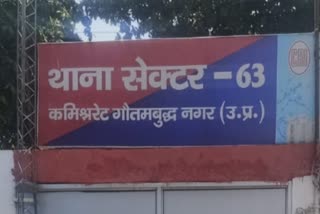 थाना सेक्टर -63
कमिश्नरेट गौतमबुद्ध नगर (उ.प्र.)